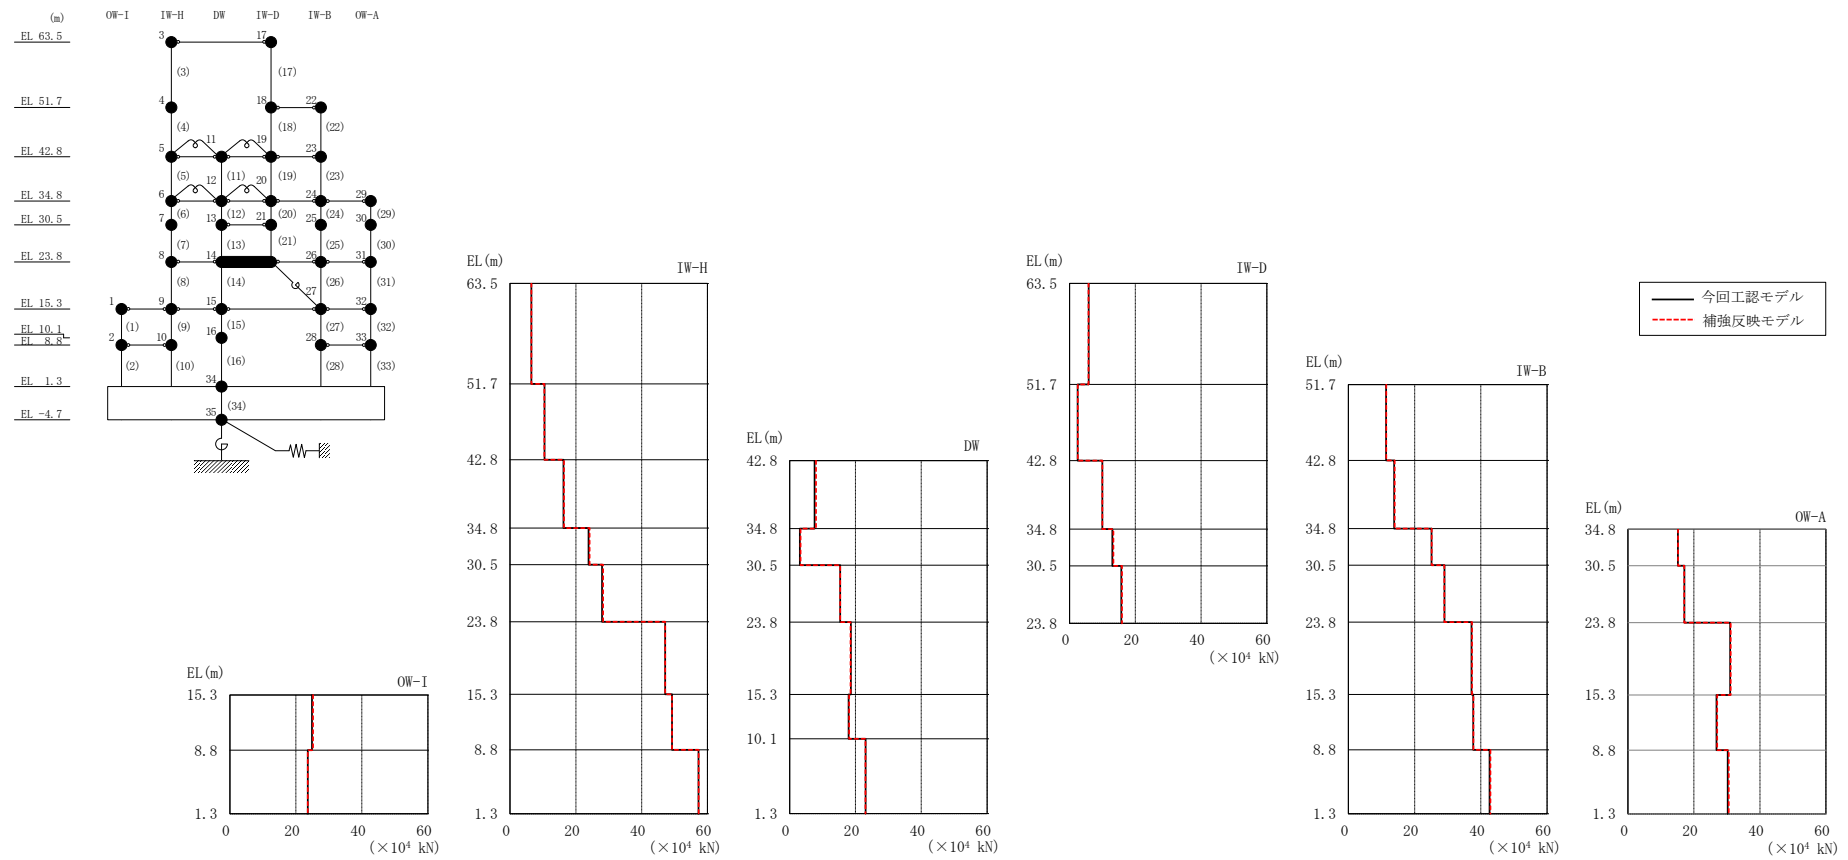 (m) OW-I IW-H DW IW-D IW-B OW-A
EL 63.5 3 17
(3) (17)
EL 51.7 4 18 22
(4) (18) (22)
11 19
EL 42.8 5 23
(5) (11) (19) (23)
12 20
EL 34.8 6 24 29
(6) (12) (20) (24) (29)
EL 30.5 7 13 21 25 30
(7) (13) (21) (25) (30)
EL 23.8 8 14 26 31
(8) (14) (26) (31)
27
EL 15.3 1 9 15 32
(1) (9) (15) (27) (32)
EL 10.1 16
EL 8.8 2 10 28 33
(2) (10) (16) (28) (33)
EL 1.3 34
(34)
EL -4.7 35
EL(m)
OW-I
15.3
8.8
1.3
0 20 40 60
(×10⁴ kN)
EL(m)
IW-H
63.5
51.7
42.8
34.8
30.5
23.8
15.3
8.8
1.3
0 20 40 60
(×10⁴ kN)
EL(m)
DW
42.8
34.8
30.5
23.8
15.3
10.1
1.3
0 20 40 60
(×10⁴ kN)
EL(m)
IW-D
63.5
51.7
42.8
34.8
30.5
23.8
0 20 40 60
(×10⁴ kN)
EL(m)
IW-B
51.7
42.8
34.8
30.5
23.8
15.3
8.8
1.3
0 20 40 60
(×10⁴ kN)
EL(m)
OW-A
34.8
30.5
23.8
15.3
8.8
1.3
0 20 40 60
(×10⁴ kN)
今回工認モデル
補強反映モデル